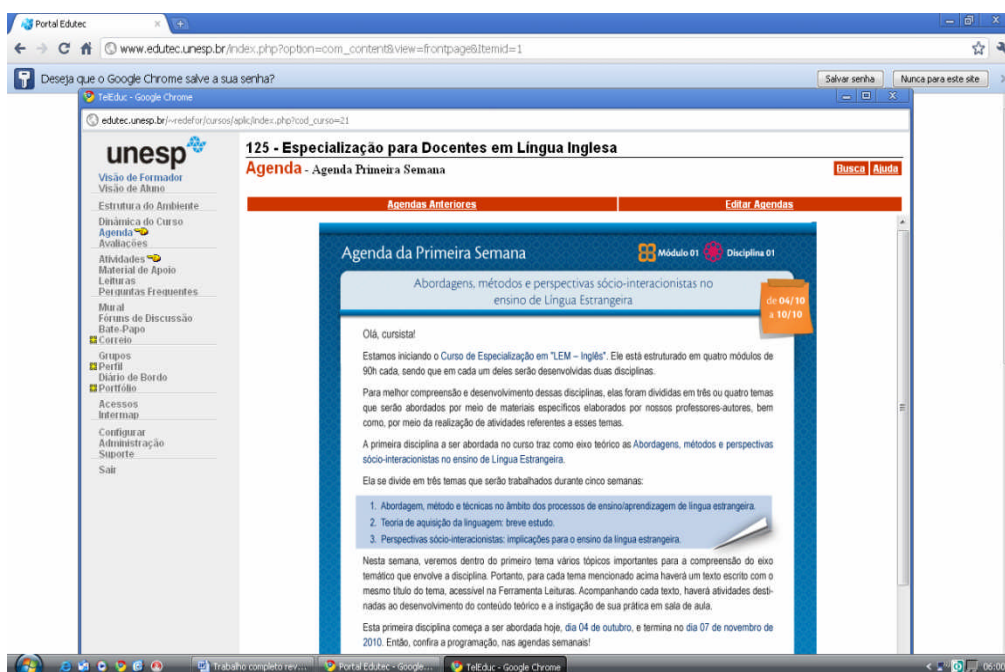 Portal Edutec
www.edutec.unesp.br/index.php?option=com_content&view=frontpage&Itemid=1
Deseja que o Google Chrome salve a sua senha?
Salvar senha
Nunca para este site
TelEduc - Google Chrome
edutec.unesp.br/~redefor/cursos/aplic/index.php?cod_curso=21
unesp
Visão de Formador
Visão de Aluno
Estrutura do Ambiente
Dinâmica do Curso
Agenda
Avaliações
Atividades
Material de Apoio
Leituras
Perguntas Frequentes
Mural
Fóruns de Discussão
Bate-Papo
Correio
Grupos
Perfil
Diário de Bordo
Portfólio
Acessos
Intermap
Configurar
Administração
Suporte
Sair
125 - Especialização para Docentes em Língua Inglesa
Agenda - Agenda Primeira Semana
Busca Ajuda
Agendas Anteriores
Editar Agendas
Agenda da Primeira Semana
Módulo 01
Disciplina 01
Abordagens, métodos e perspectivas sócio-interacionistas no
ensino de Língua Estrangeira
de 04/10
a 10/10
Olá, cursista!
Estamos iniciando o Curso de Especialização em "LEM – Inglês". Ele está estruturado em quatro módulos de
90h cada, sendo que em cada um deles serão desenvolvidas duas disciplinas.
Para melhor compreensão e desenvolvimento dessas disciplinas, elas foram divididas em três ou quatro temas
que serão abordados por meio de materiais específicos elaborados por nossos professores-autores, bem
como, por meio da realização de atividades referentes a esses temas.
A primeira disciplina a ser abordada no curso traz como eixo teórico as Abordagens, métodos e perspectivas
sócio-interacionistas no ensino de Língua Estrangeira.
Ela se divide em três temas que serão trabalhados durante cinco semanas:
1. Abordagem, método e técnicas no âmbito dos processos de ensino/aprendizagem de língua estrangeira.
2. Teoria de aquisição da linguagem: breve estudo.
3. Perspectivas sócio-interacionistas: implicações para o ensino da língua estrangeira.
Nesta semana, veremos dentro do primeiro tema vários tópicos importantes para a compreensão do eixo
temático que envolve a disciplina. Portanto, para cada tema mencionado acima haverá um texto escrito com o
mesmo título do tema, acessível na Ferramenta Leituras. Acompanhando cada texto, haverá atividades desti-
nadas ao desenvolvimento do conteúdo teórico e a instigação de sua prática em sala de aula.
Esta primeira disciplina começa a ser abordada hoje, dia 04 de outubro, e termina no dia 07 de novembro de
2010. Então, confira a programação, nas agendas semanais!
Trabalho completo rev...
Portal Edutec - Google...
TelEduc - Google Chrome
06:00